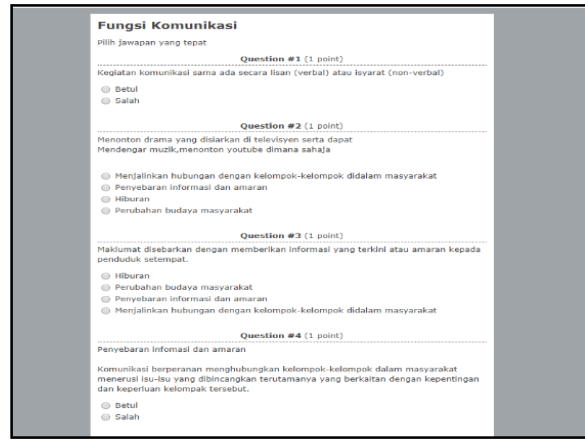 Fungsi Komunikasi
Pilih jawapan yang tepat
Question #1 (1 point)
Kegiatan komunikasi sama ada secara lisan (verbal) atau isyarat (non-verbal)
Betul
Salah
Question #2 (1 point)
Menonton drama yang disiarkan di televisyen serta dapat
Mendengar muzik,menonton youtube dimana sahaja
Menjalinkan hubungan dengan kelompok-kelompok didalam masyarakat
Penyebaran informasi dan amaran
Hiburan
Perubahan budaya masyarakat
Question #3 (1 point)
Maklumat disebarkan dengan memberikan informasi yang terkini atau amaran kepada
penduduk setempat.
Hiburan
Perubahan budaya masyarakat
Penyebaran informasi dan amaran
Menjalinkan hubungan dengan kelompok-kelompok didalam masyarakat
Question #4 (1 point)
Penyebaran infomasi dan amaran
Komunikasi berperanan menghubungkan kelompok-kelompok dalam masyarakat
menerusi isu-isu yang dibincangkan terutamanya yang berkaitan dengan kepentingan
dan keperluan kelompak tersebut.
Betul
Salah